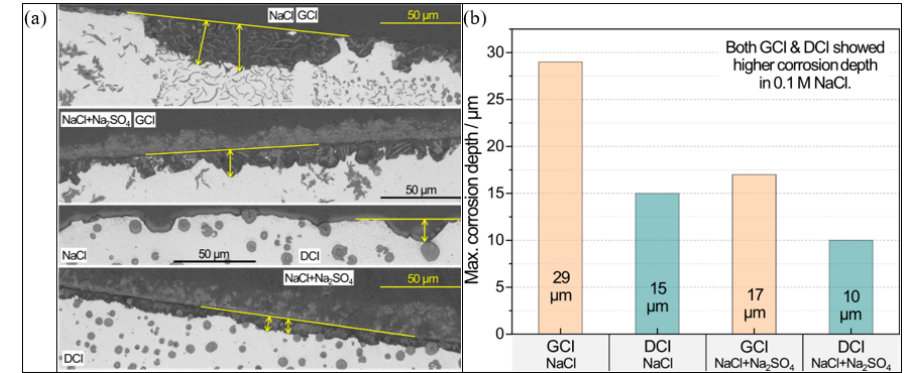 (a)
NaCl GCI
50 µm
NaCl+Na₂SO₄ GCI
50 µm
NaCl
50 µm
DCI
NaCl+Na₂SO₄
50 µm
DCI
(b)
Both GCI & DCI showed
higher corrosion depth
in 0.1 M NaCl.
Max. corrosion depth / µm
30
25
20
15
10
5
0
29
µm
15
µm
17
µm
10
µm
GCI
NaCl
DCI
NaCl
GCI
NaCl+Na₂SO₄
DCI
NaCl+Na₂SO₄